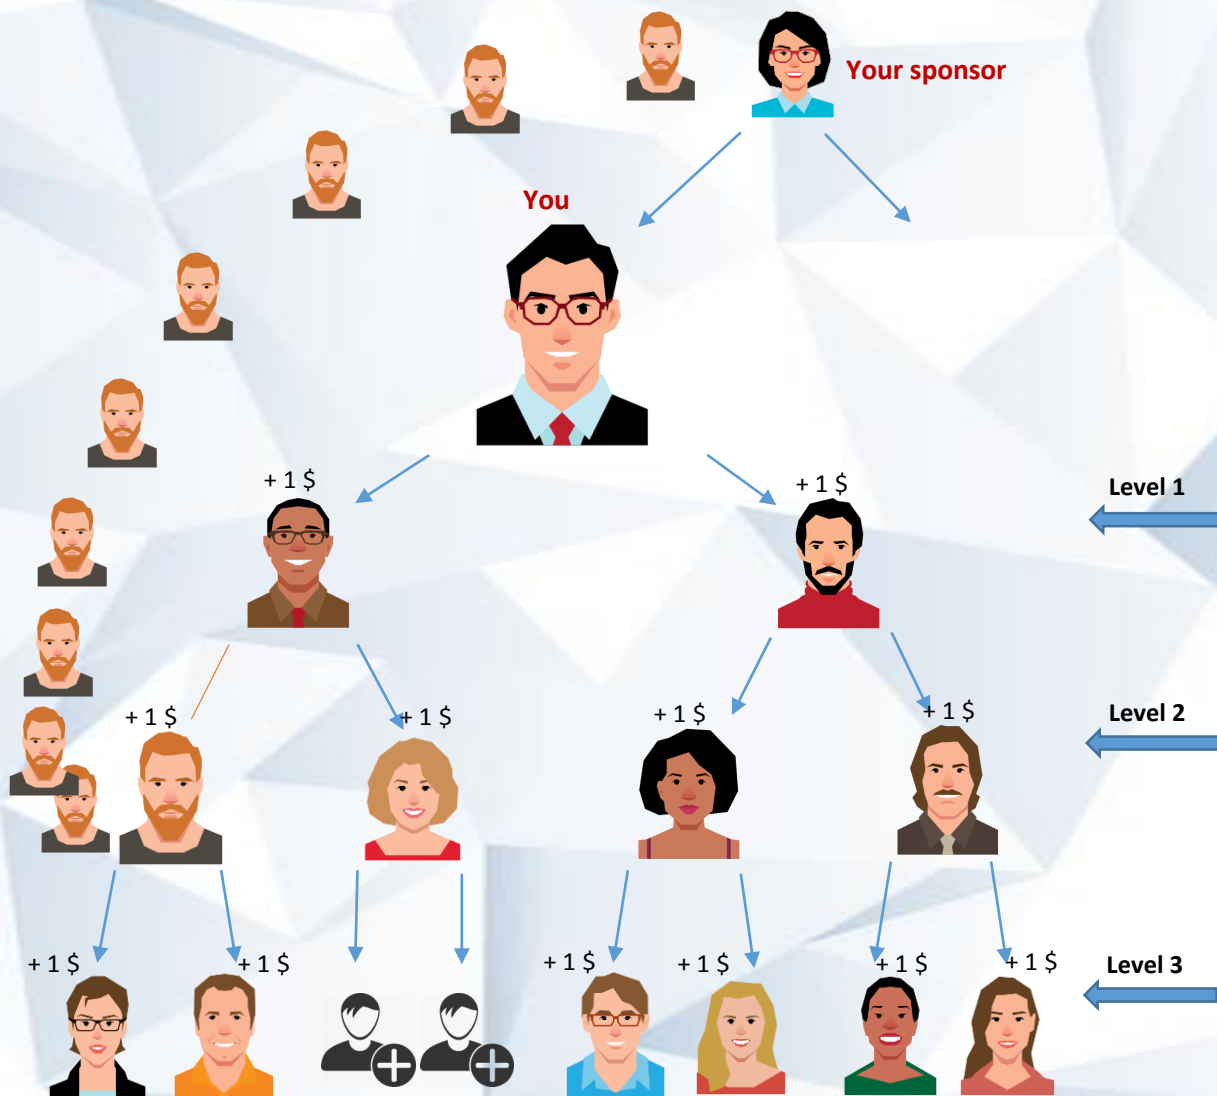 Your sponsor
You
+ 1 $
+ 1 $
Level 1
+ 1 $
+ 1 $
+ 1 $
+ 1 $
Level 2
+ 1 $
+ 1 $
+ 1 $
+ 1 $
+ 1 $
+ 1 $
Level 3